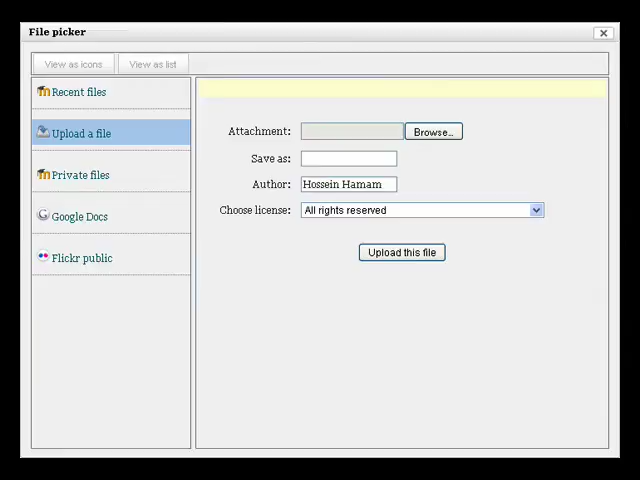 File picker
View as icons View as list
Recent files
Upload a file
Private files
Google Docs
Flickr public
Attachment: Browse...
Save as:
Author: Hossein Hamam
Choose license: All rights reserved
Upload this file